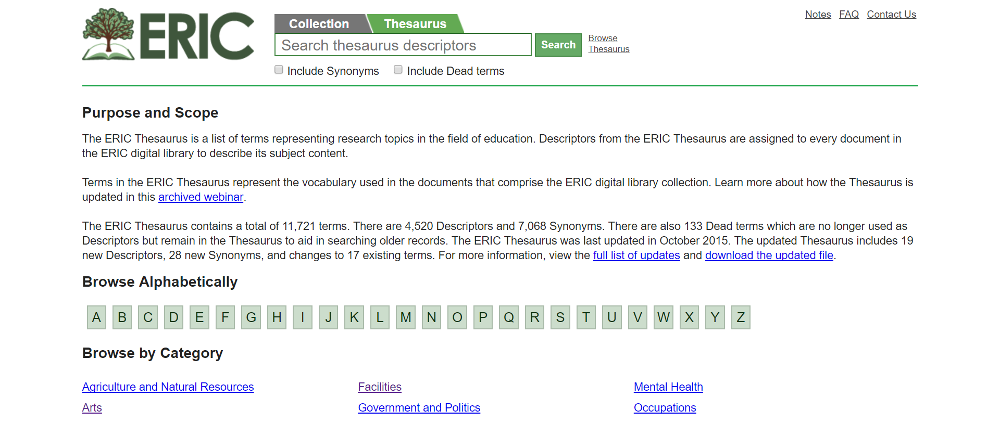 ERIC
Collection
Thesaurus
Notes FAQ Contact Us
Search thesaurus descriptors
Search
Browse
Thesaurus
Include Synonyms
Include Dead terms
Purpose and Scope
The ERIC Thesaurus is a list of terms representing research topics in the field of education. Descriptors from the ERIC Thesaurus are assigned to every document in
the ERIC digital library to describe its subject content.
Terms in the ERIC Thesaurus represent the vocabulary used in the documents that comprise the ERIC digital library collection. Learn more about how the Thesaurus is
updated in this archived webinar.
The ERIC Thesaurus contains a total of 11,721 terms. There are 4,520 Descriptors and 7,068 Synonyms. There are also 133 Dead terms which are no longer used as
Descriptors but remain in the Thesaurus to aid in searching older records. The ERIC Thesaurus was last updated in October 2015. The updated Thesaurus includes 19
new Descriptors, 28 new Synonyms, and changes to 17 existing terms. For more information, view the full list of updates and download the updated file.
Browse Alphabetically
A B C D E F G H I J K L M N O P Q R S T U V W X Y Z
Browse by Category
Agriculture and Natural Resources
Facilities
Mental Health
Arts
Government and Politics
Occupations